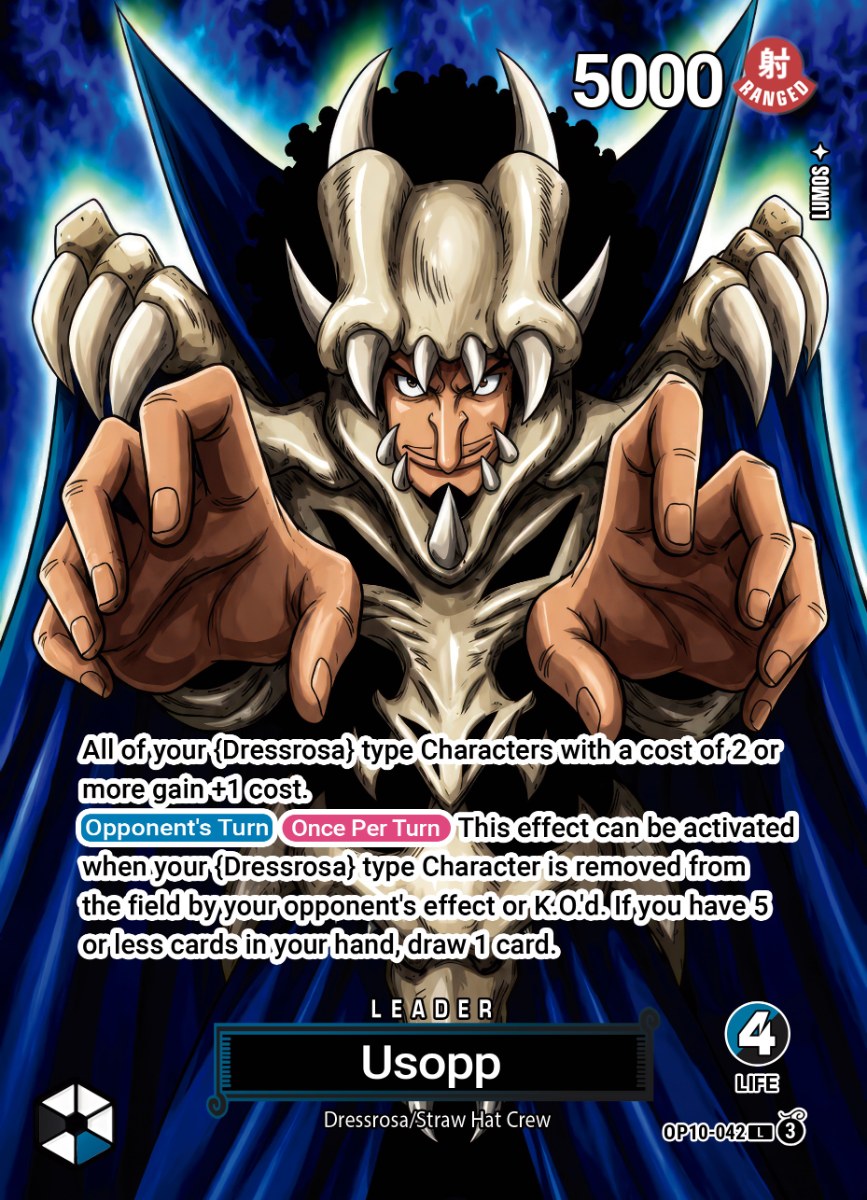 5000
射
RANGED
LUMOS
All of your {Dressrosa} type Characters with a cost of 2 or
more gain +1 cost.
Opponent's Turn Once Per Turn This effect can be activated
when your {Dressrosa} type Character is removed from
the field by your opponent's effect or K.O.'d. If you have 5
or less cards in your hand, draw 1 card.
LEADER
Usopp
4
LIFE
Dressrosa/Straw Hat Crew
OP10-042 L 3